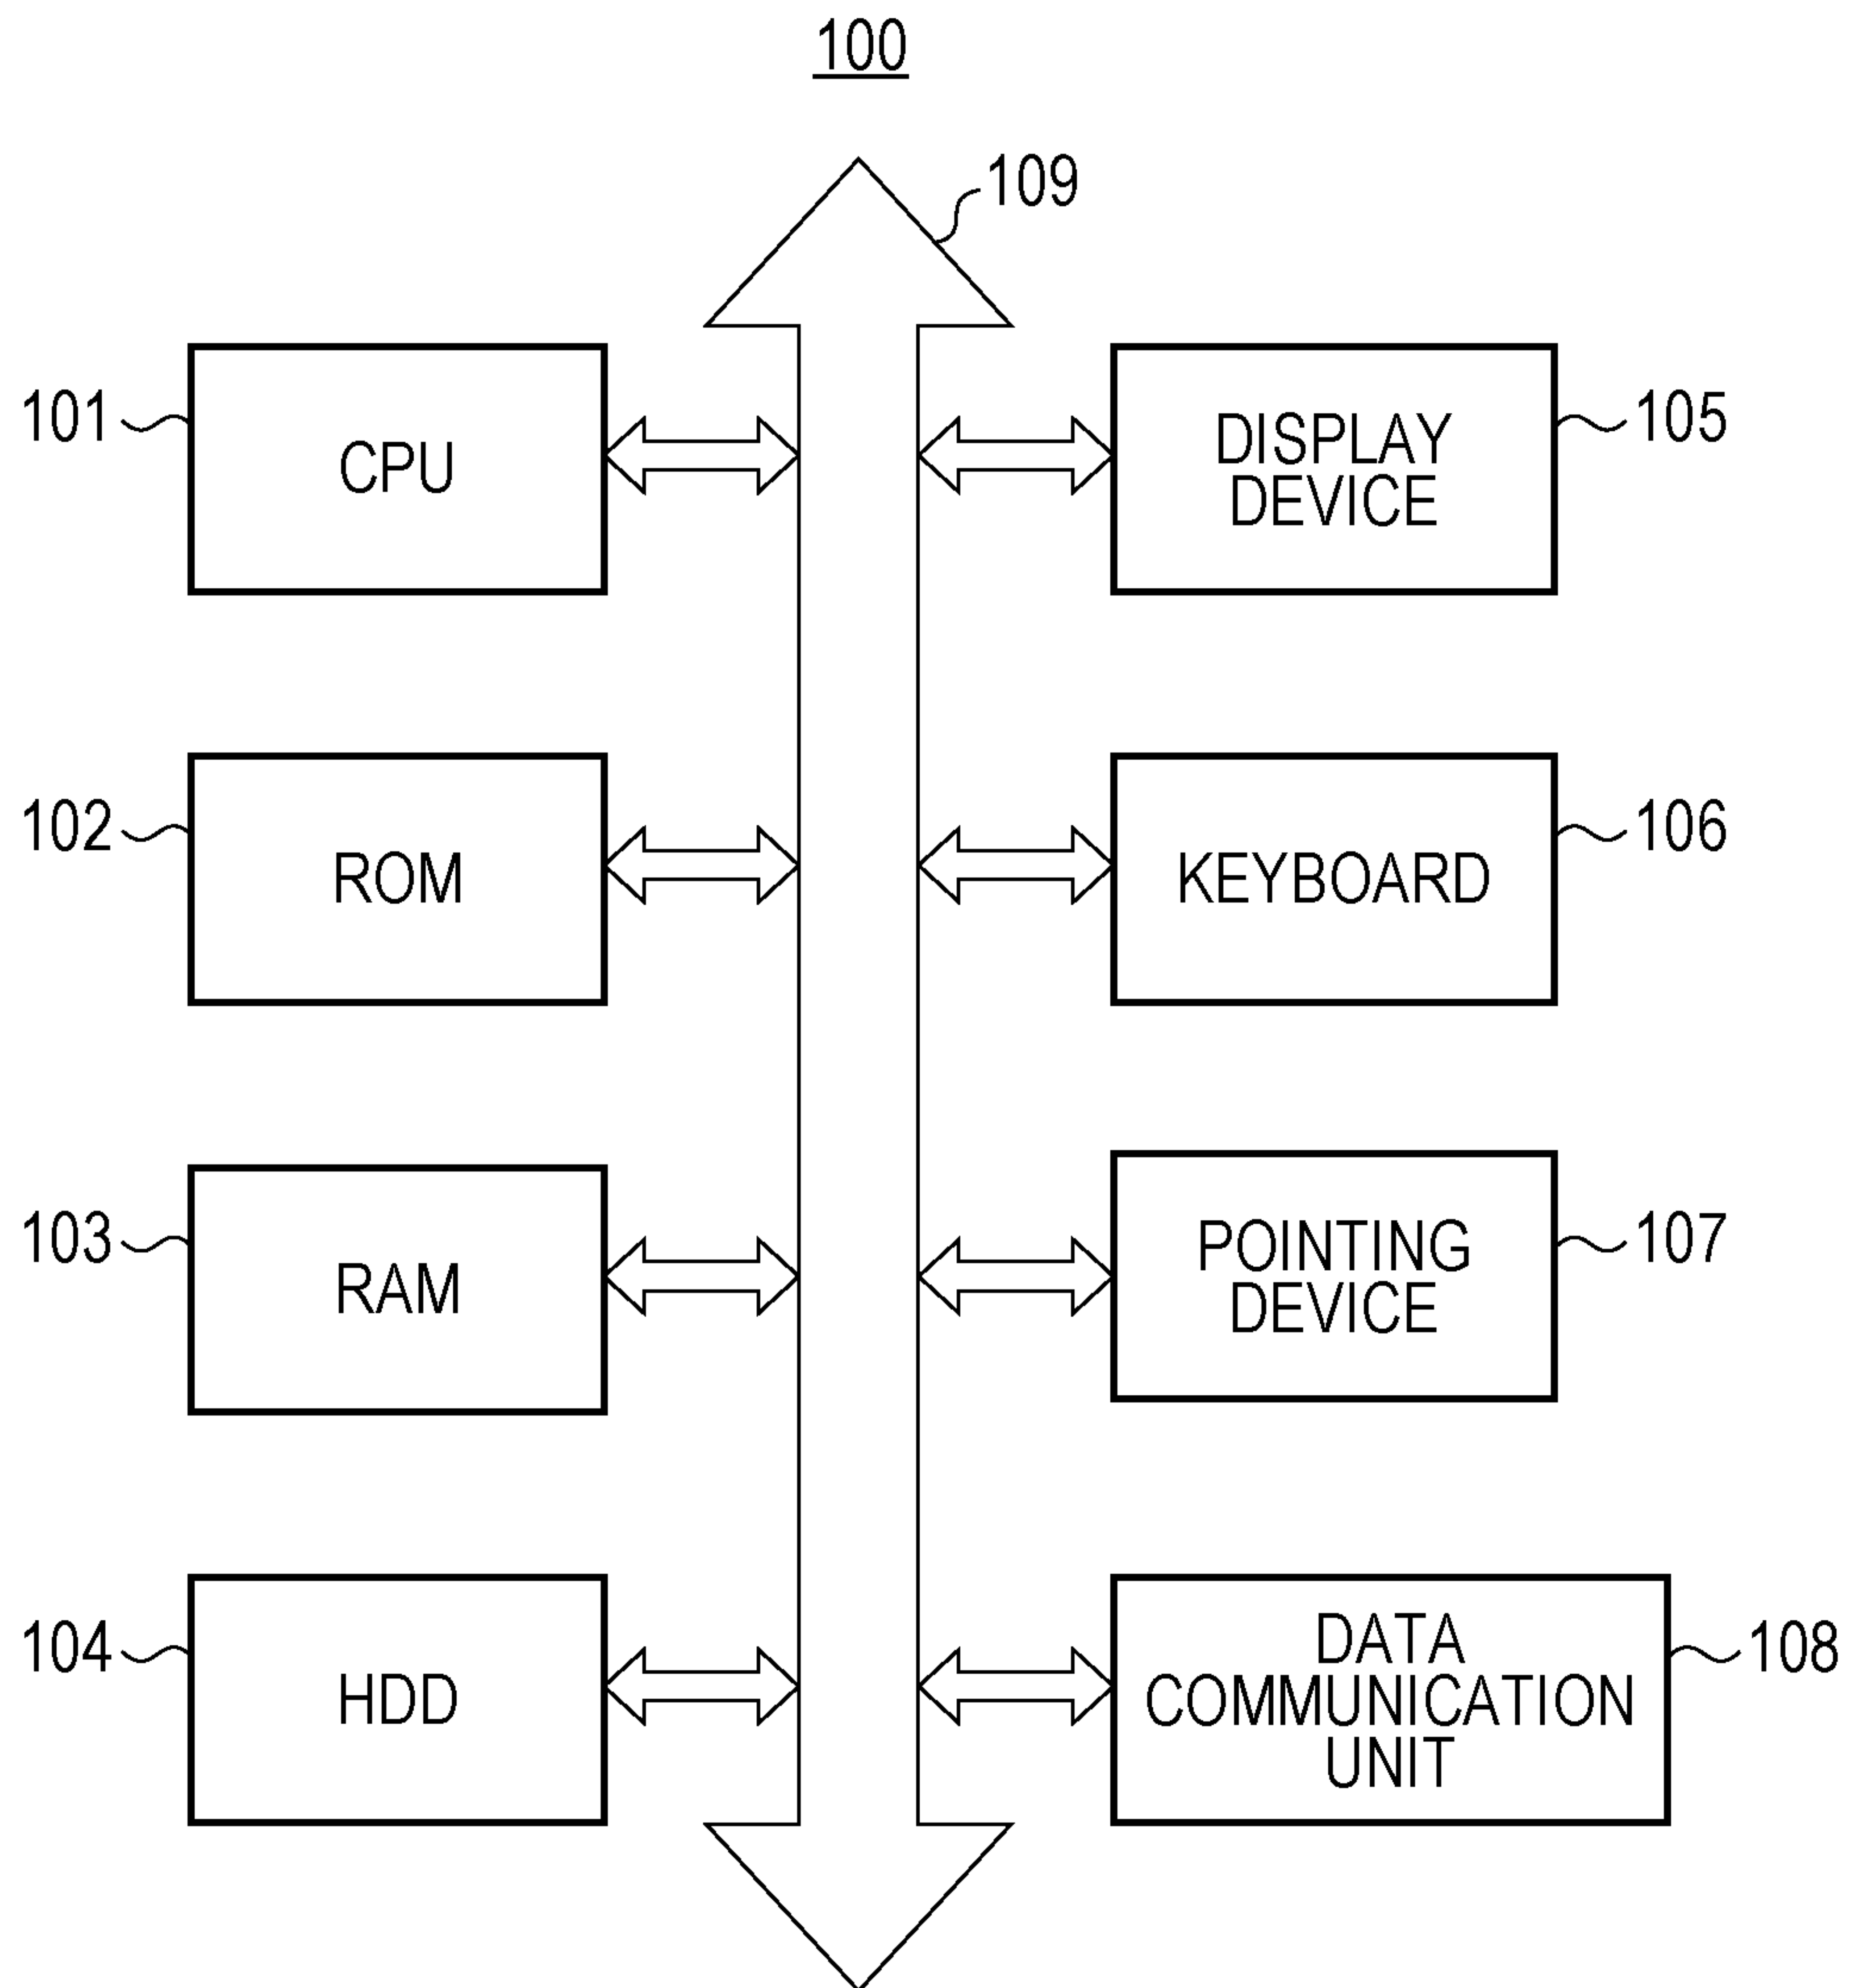 100
109
101
CPU
DISPLAY
DEVICE
105
102
ROM
KEYBOARD
106
103
RAM
POINTING
DEVICE
107
104
HDD
DATA
COMMUNICATION
UNIT
108